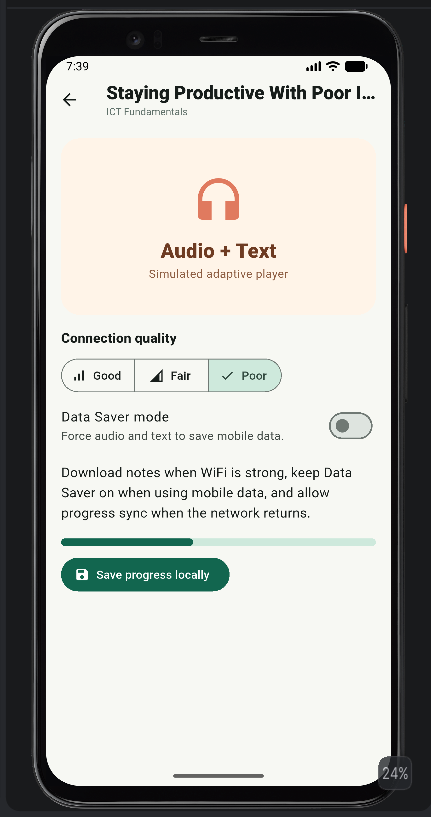 7:39
Staying Productive With Poor I...
ICT Fundamentals
Audio + Text
Simulated adaptive player
Connection quality
Good
Fair
Poor
Data Saver mode
Force audio and text to save mobile data.
Download notes when WiFi is strong, keep Data
Saver on when using mobile data, and allow
progress sync when the network returns.
Save progress locally
24%